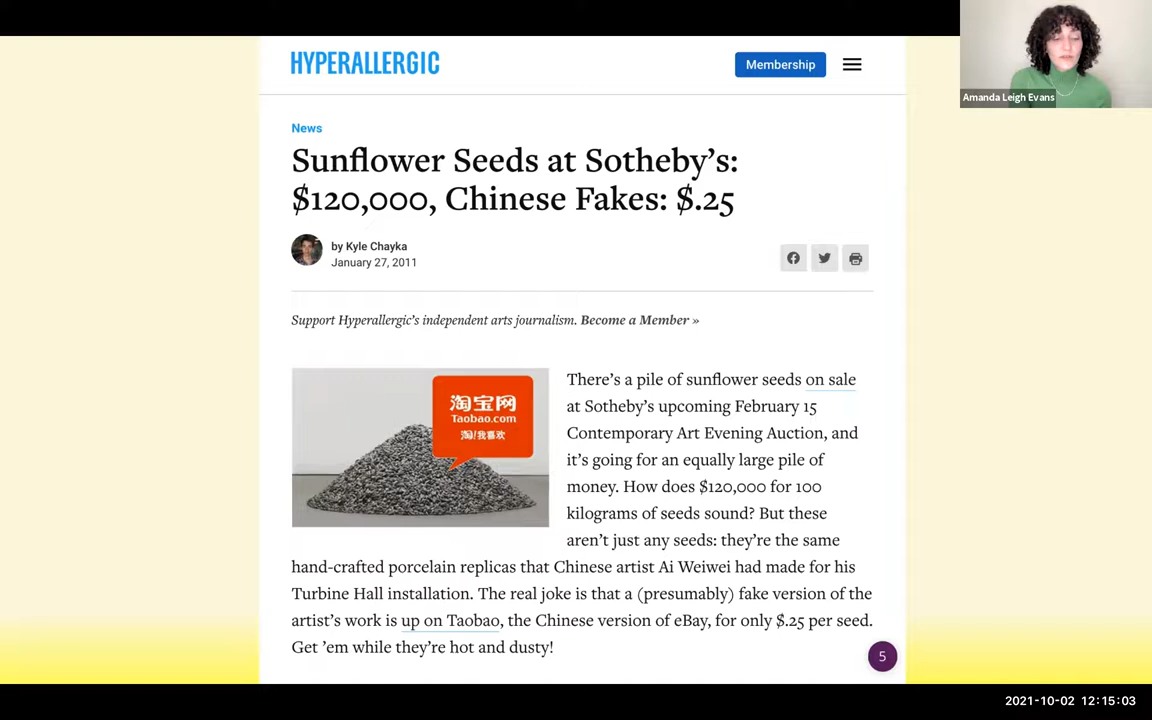 HYPERALLERGIC
Membership
Amanda Leigh Evans
News
Sunflower Seeds at Sotheby’s:
$120,000, Chinese Fakes: $.25
by Kyle Chayka
January 27, 2011
Support Hyperallergic’s independent arts journalism. Become a Member »
淘宝网
Taobao.com
淘!我喜欢
There’s a pile of sunflower seeds on sale
at Sotheby’s upcoming February 15
Contemporary Art Evening Auction, and
it’s going for an equally large pile of
money. How does $120,000 for 100
kilograms of seeds sound? But these
aren’t just any seeds: they’re the same
hand-crafted porcelain replicas that Chinese artist Ai Weiwei had made for his
Turbine Hall installation. The real joke is that a (presumably) fake version of the
artist’s work is up on Taobao, the Chinese version of eBay, for only $.25 per seed.
Get ’em while they’re hot and dusty!
5
2021-10-02 12:15:03